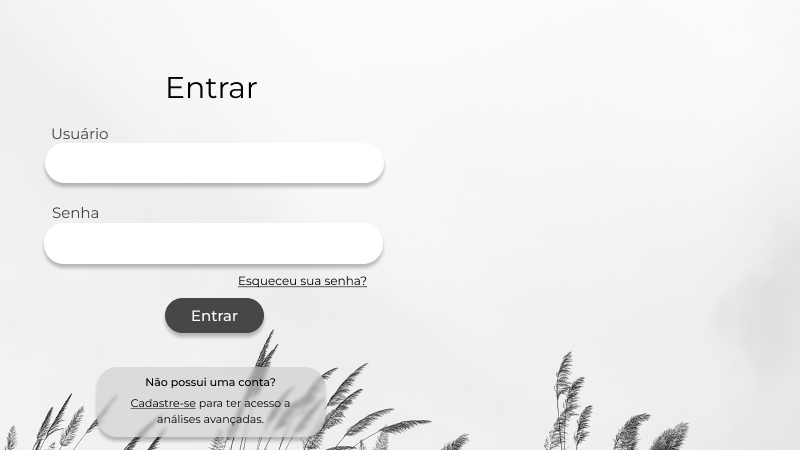 Entrar
Usuário
Senha
Esqueceu sua senha?
Entrar
Não possui uma conta?
Cadastre-se para ter acesso a
análises avançadas.